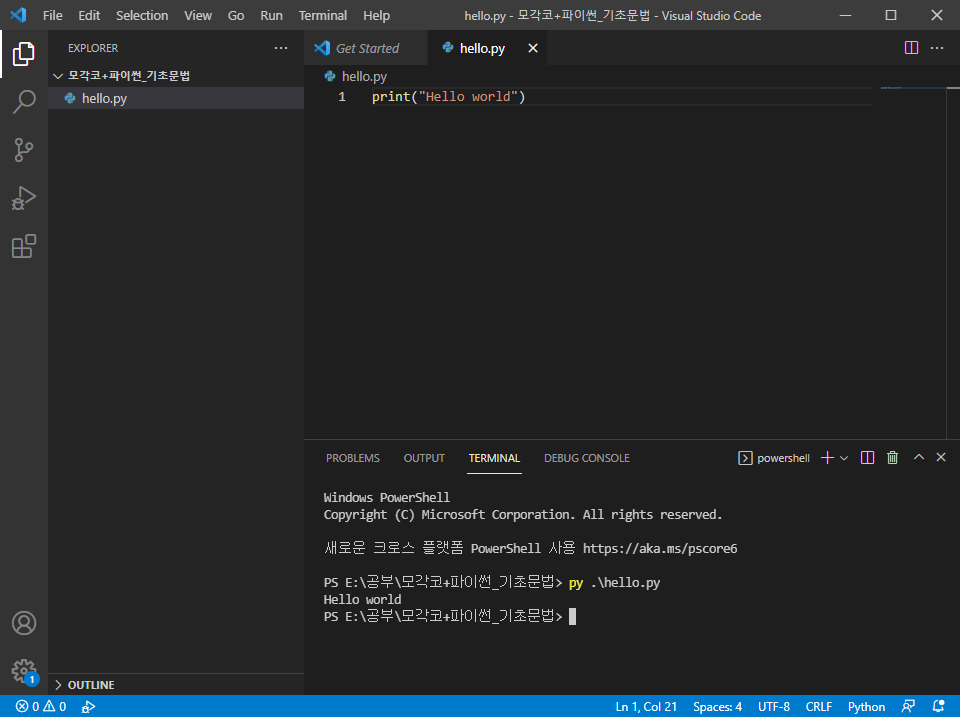 File Edit Selection View Go Run Terminal Help hello.py - 모각코+파이썬_기초문법 - Visual Studio Code
EXPLORER
모각코+파이썬_기초문법
hello.py
Get Started hello.py
hello.py
1 print("Hello world")
PROBLEMS OUTPUT TERMINAL DEBUG CONSOLE powershell
Windows PowerShell
Copyright (C) Microsoft Corporation. All rights reserved.
새로운 크로스 플랫폼 PowerShell 사용 https://aka.ms/pscore6
PS E:\공부\모각코+파이썬_기초문법> py .\hello.py
Hello world
PS E:\공부\모각코+파이썬_기초문법>
1
OUTLINE
0 0 Ln 1, Col 21 Spaces: 4 UTF-8 CRLF Python